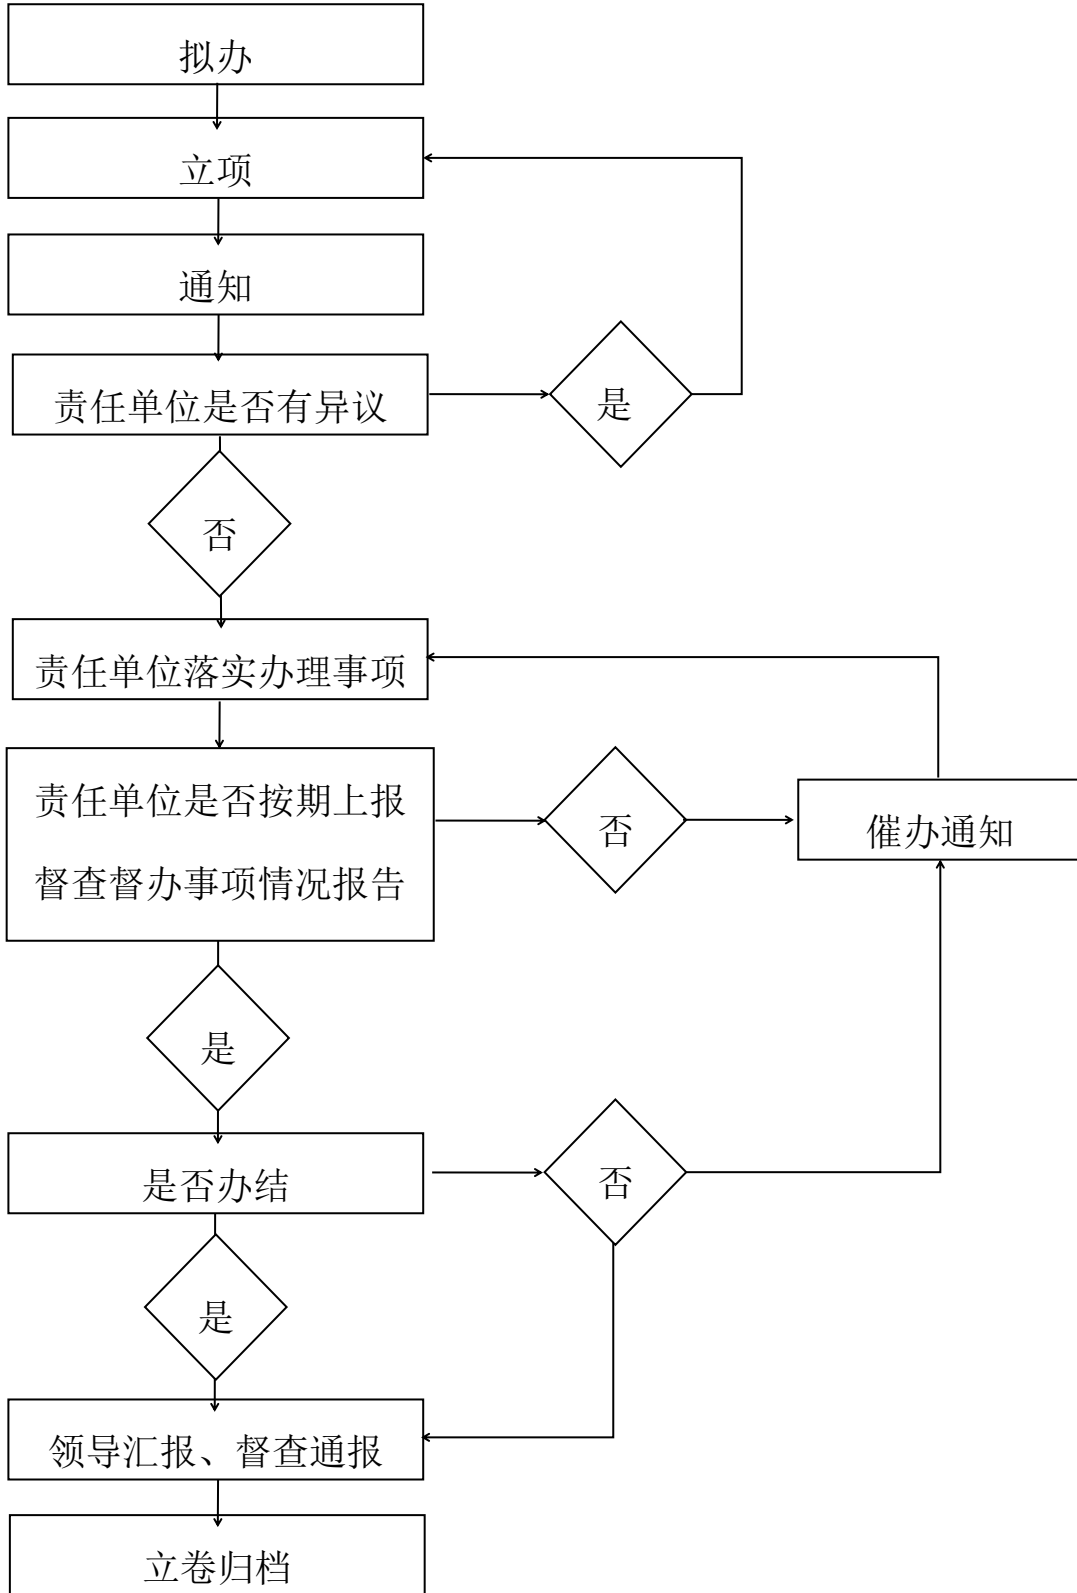 拟办
立项
通知
责任单位是否有异议
是
否
责任单位落实办理事项
责任单位是否按期上报
督查督办事项情况报告
否
催办通知
是
是否办结
否
是
领导汇报、督查通报
立卷归档